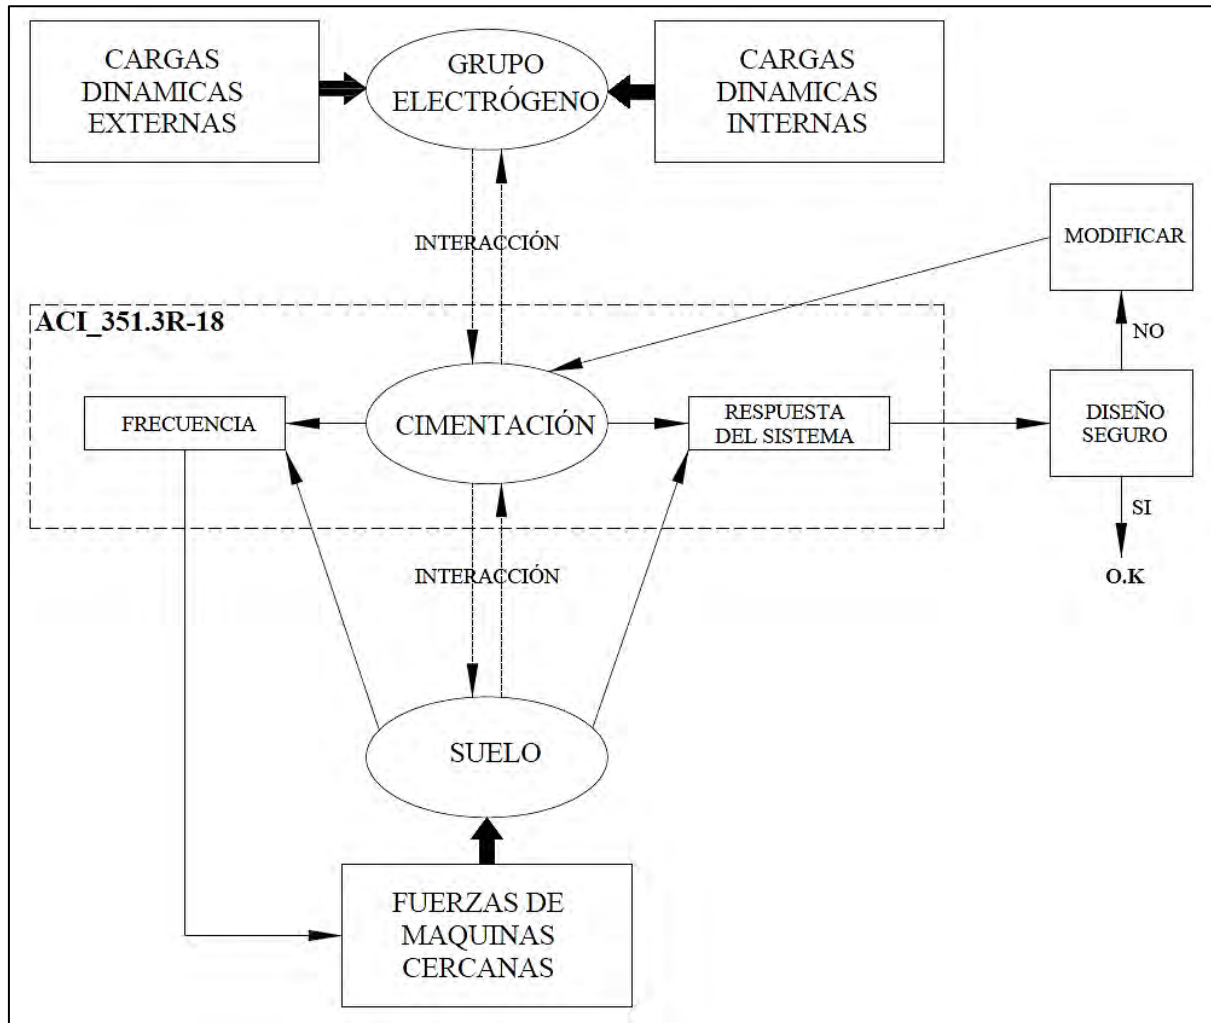 CARGAS
DINAMICAS
EXTERNAS
GRUPO
ELECTRÓGENO
CARGAS
DINAMICAS
INTERNAS
INTERACCIÓN
MODIFICAR
NO
ACI_351.3R-18
FRECUENCIA
CIMENTACIÓN
RESPUESTA
DEL SISTEMA
DISEÑO
SEGURO
SI
O.K
INTERACCIÓN
SUELO
FUERZAS DE
MAQUINAS
CERCANAS